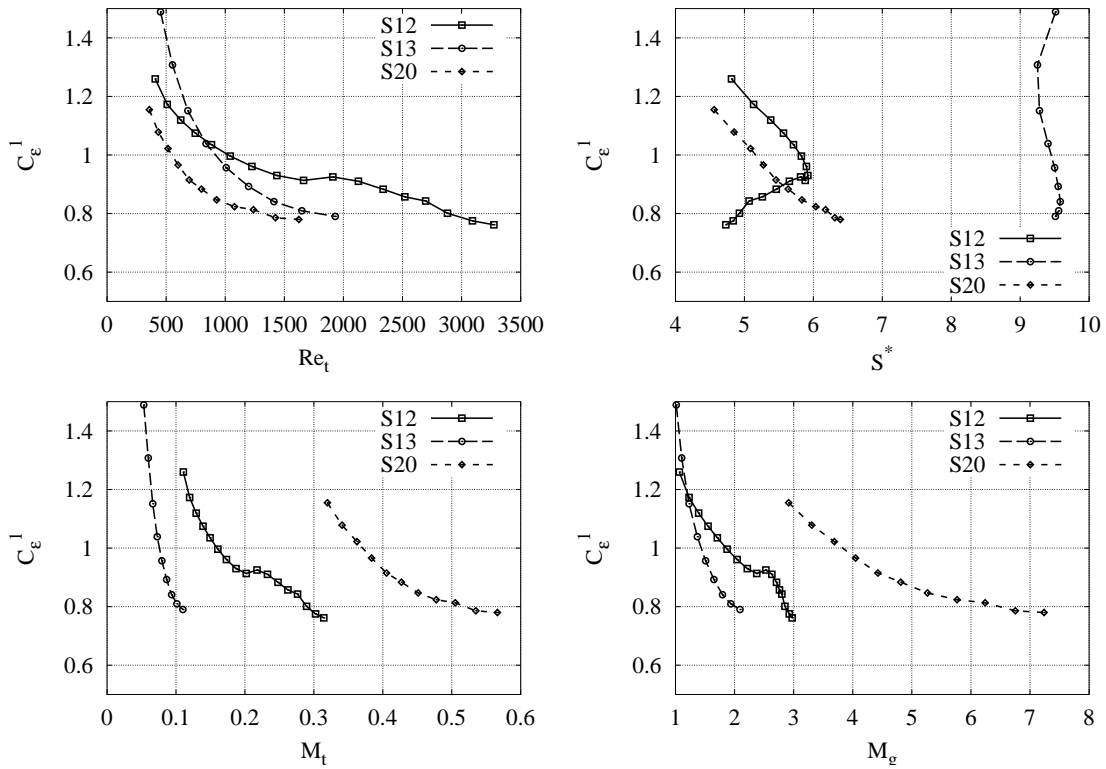 1.4
1.2
1
0.8
0.6
C_ε^1
0 500 1000 1500 2000 2500 3000 3500
Re_t
S12
S13
S20
1.4
1.2
1
0.8
0.6
C_ε^1
4 5 6 7 8 9 10
S^*
S12
S13
S20
1.4
1.2
1
0.8
0.6
C_ε^1
0 0.1 0.2 0.3 0.4 0.5 0.6
M_t
S12
S13
S20
1.4
1.2
1
0.8
0.6
C_ε^1
1 2 3 4 5 6 7 8
M_g
S12
S13
S20